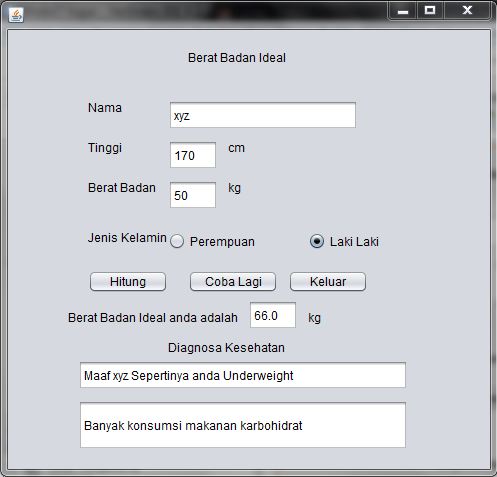 Berat Badan Ideal
Nama xyz
Tinggi 170 cm
Berat Badan 50 kg
Jenis Kelamin Perempuan Laki Laki
Hitung Coba Lagi Keluar
Berat Badan Ideal anda adalah 66.0 kg
Diagnosa Kesehatan
Maaf xyz Sepertinya anda Underweight
Banyak konsumsi makanan karbohidrat